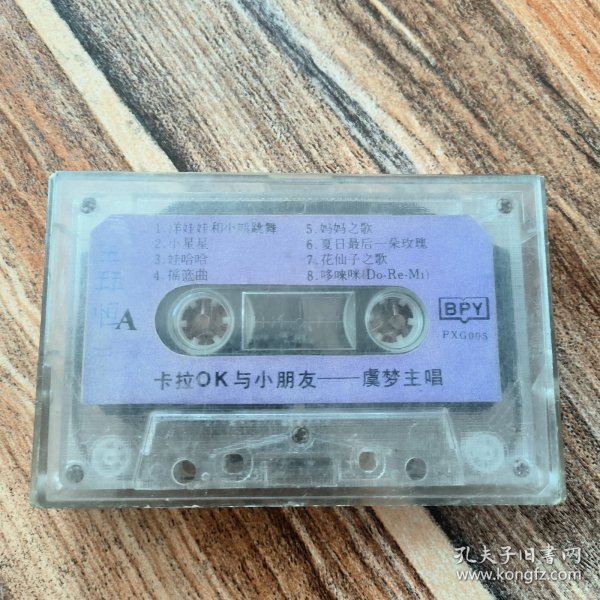 1.洋娃娃和小熊跳舞
2.小星星
3.娃哈哈
4.摇篮曲
5.妈妈之歌
6.夏日最后一朵玫瑰
7.花仙子之歌
8.哆唻咪(Do-Re-Mi)
A
BPY
PXG005
卡拉OK与小朋友——虞梦主唱
孔夫子旧书网
www.kongfz.com